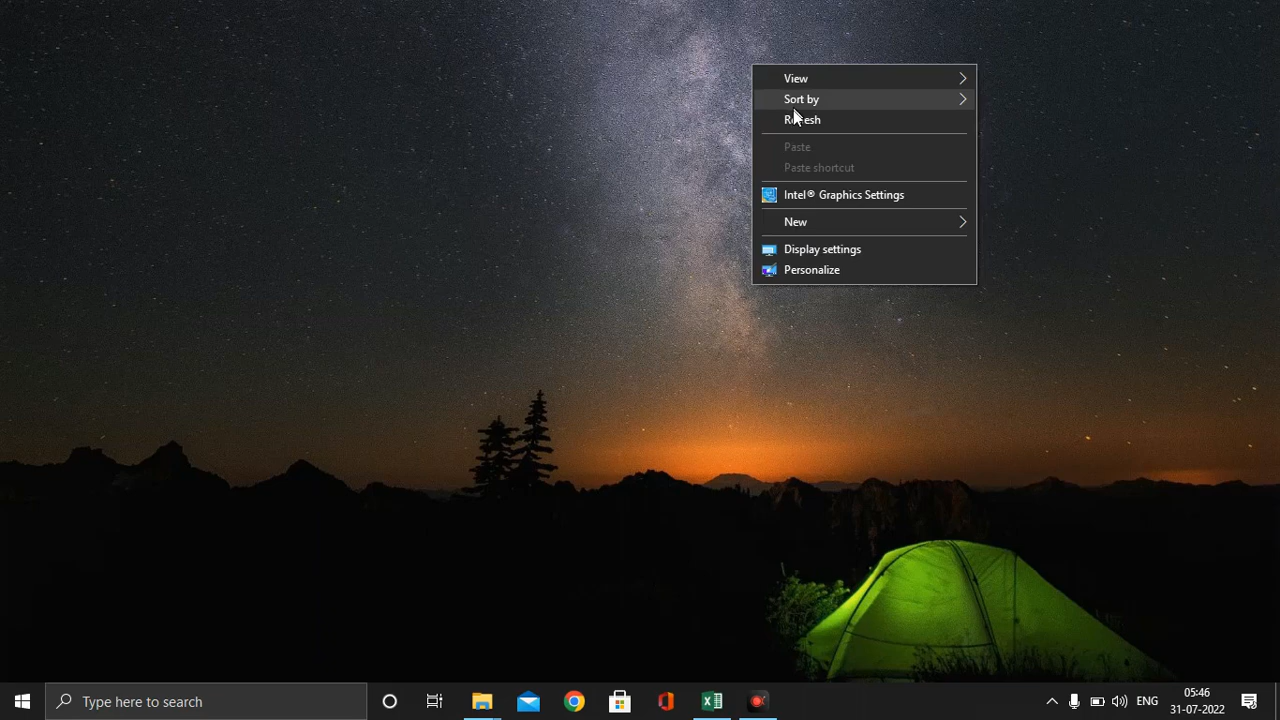 View
Sort by
Refresh
Paste
Paste shortcut
Intel® Graphics Settings
New
Display settings
Personalize
Type here to search
ENG
05:46
31-07-2022